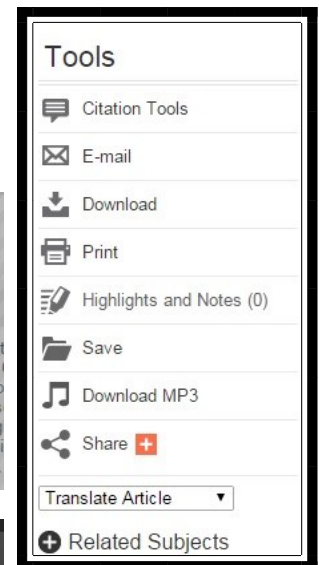 Tools
Citation Tools
E-mail
Download
Print
Highlights and Notes (0)
Save
Download MP3
Share
Translate Article
Related Subjects